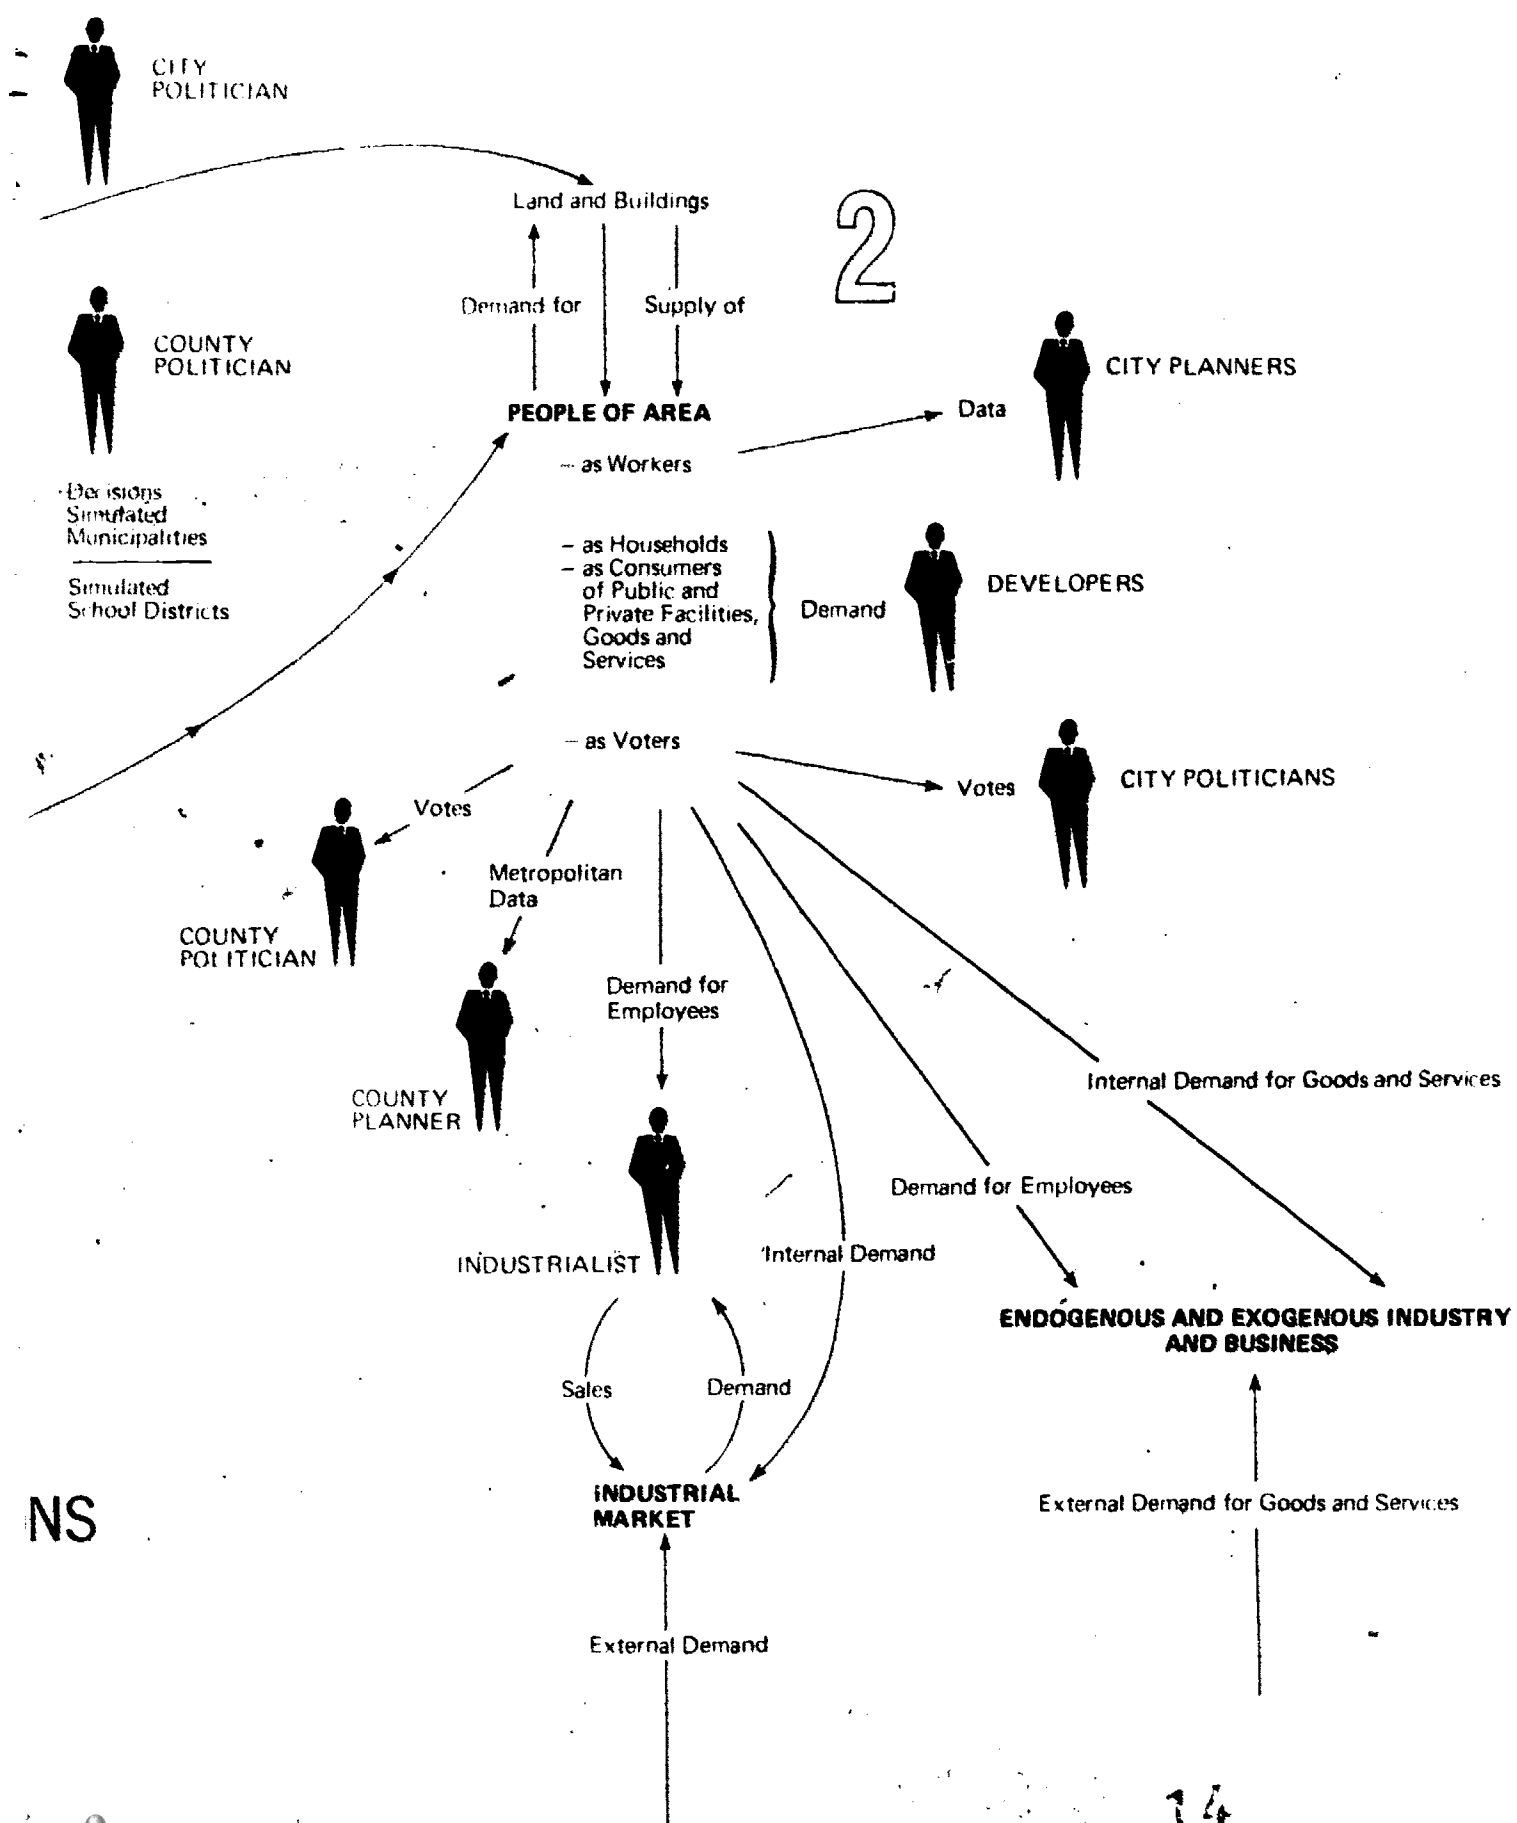 CITY
POLITICIAN
Land and Buildings
2
Demand for
Supply of
COUNTY
POLITICIAN
CITY PLANNERS
Data
PEOPLE OF AREA
– as Workers
Decisions
Simulated
Municipalities
Simulated
School Districts
– as Households
– as Consumers
of Public and
Private Facilities,
Goods and
Services
Demand
DEVELOPERS
– as Voters
Votes
CITY POLITICIANS
Votes
COUNTY
POLITICIAN
Metropolitan
Data
COUNTY
PLANNER
Demand for
Employees
Internal Demand for Goods and Services
Demand for Employees
INDUSTRIALIST
Internal Demand
ENDOGENOUS AND EXOGENOUS INDUSTRY
AND BUSINESS
Sales
Demand
INDUSTRIAL
MARKET
NS
External Demand for Goods and Services
External Demand
14